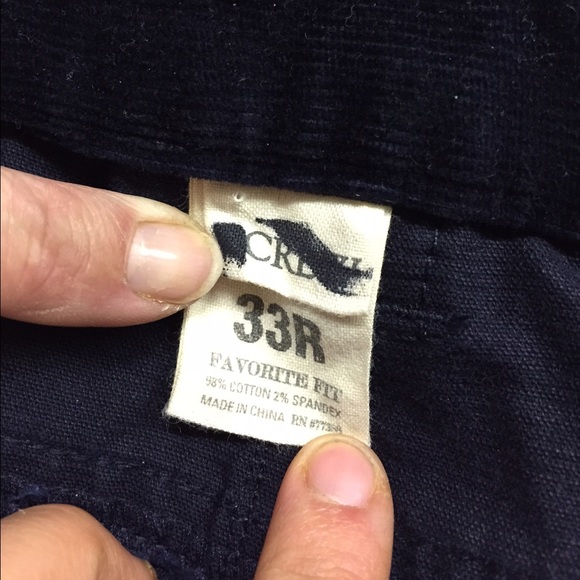 33R
FAVORITE FIT
98% COTTON 2% SPANDEX
MADE IN CHINA RN